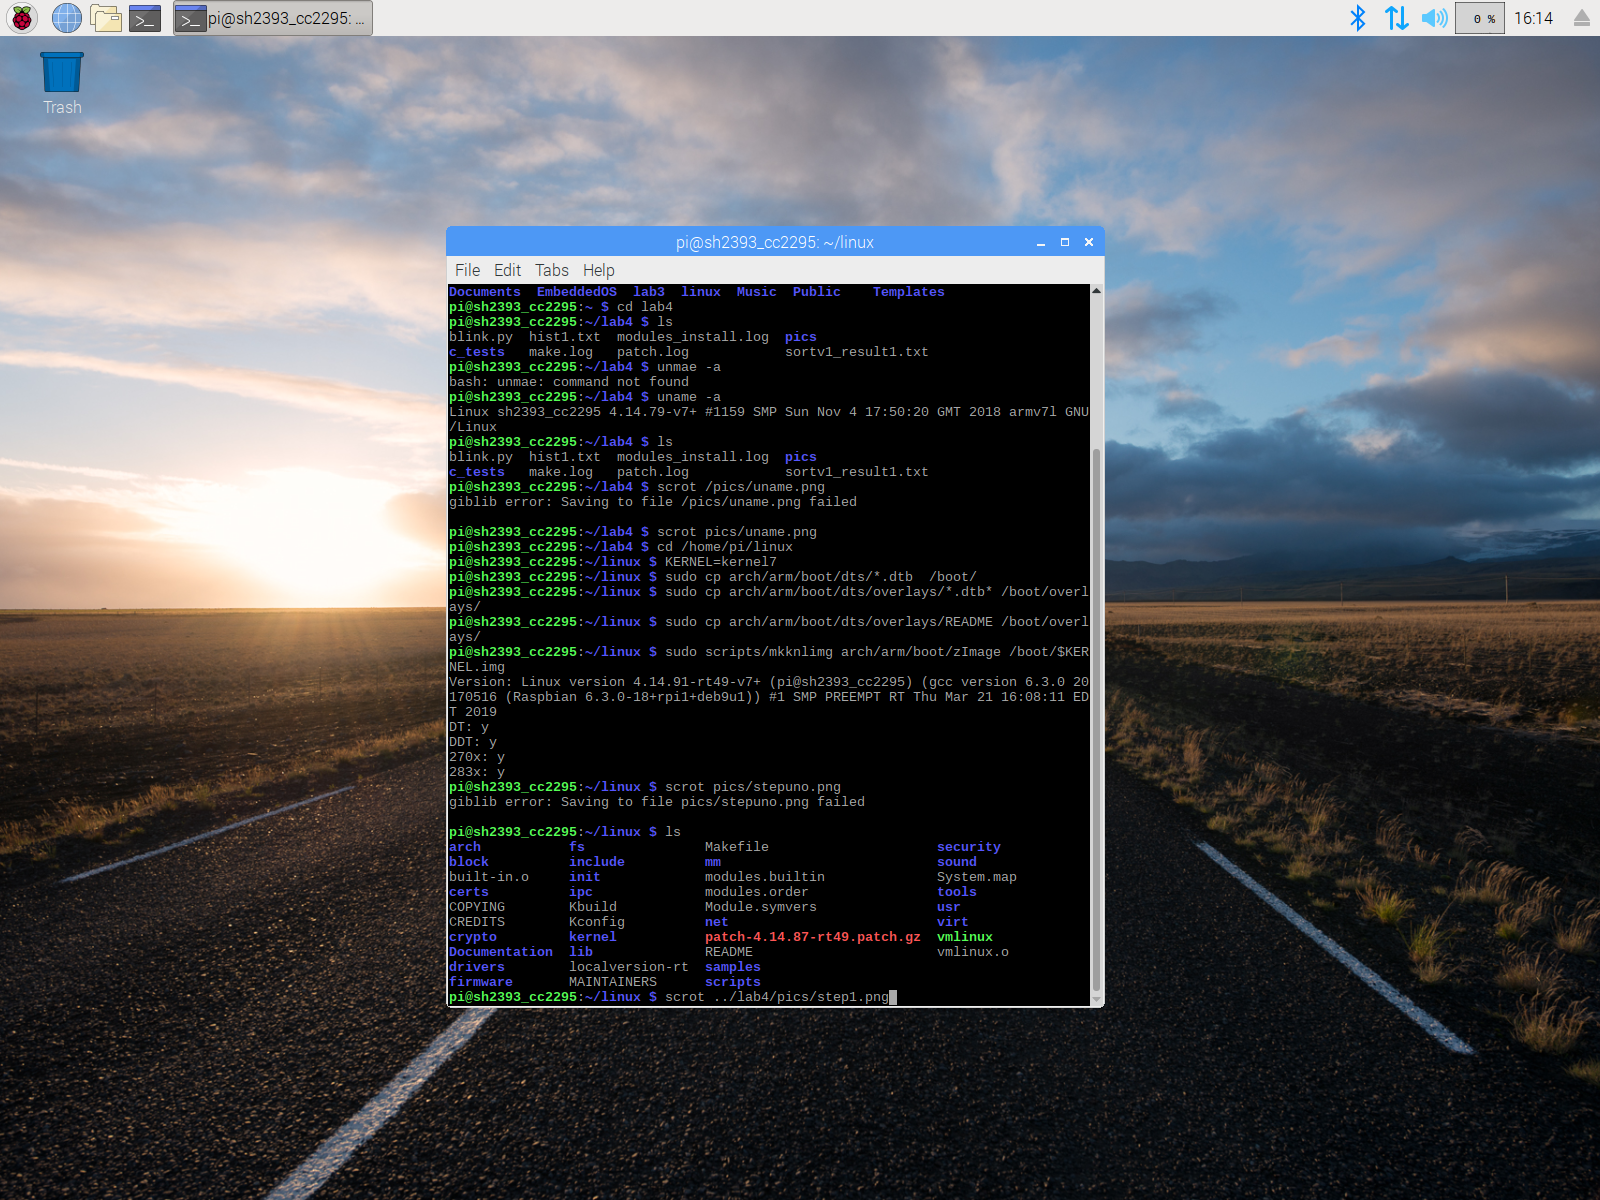 pi@sh2393_cc2295: ...
0 %
16:14
Trash
pi@sh2393_cc2295: ~/linux
File Edit Tabs Help
Documents  EmbeddedOS  lab3  linux  Music  Public    Templates
pi@sh2393_cc2295:~ $ cd lab4
pi@sh2393_cc2295:~/lab4 $ ls
blink.py  hist1.txt  modules_install.log  pics
c_tests   make.log   patch.log            sortv1_result1.txt
pi@sh2393_cc2295:~/lab4 $ unmae -a
bash: unmae: command not found
pi@sh2393_cc2295:~/lab4 $ uname -a
Linux sh2393_cc2295 4.14.79-v7+ #1159 SMP Sun Nov 4 17:50:20 GMT 2018 armv7l GNU
/Linux
pi@sh2393_cc2295:~/lab4 $ ls
blink.py  hist1.txt  modules_install.log  pics
c_tests   make.log   patch.log            sortv1_result1.txt
pi@sh2393_cc2295:~/lab4 $ scrot /pics/uname.png
giblib error: Saving to file /pics/uname.png failed
pi@sh2393_cc2295:~/lab4 $ scrot pics/uname.png
pi@sh2393_cc2295:~/lab4 $ cd /home/pi/linux
pi@sh2393_cc2295:~/linux $ KERNEL=kernel7
pi@sh2393_cc2295:~/linux $ sudo cp arch/arm/boot/dts/*.dtb  /boot/
pi@sh2393_cc2295:~/linux $ sudo cp arch/arm/boot/dts/overlays/*.dtb* /boot/overl
ays/
pi@sh2393_cc2295:~/linux $ sudo cp arch/arm/boot/dts/overlays/README /boot/overl
ays/
pi@sh2393_cc2295:~/linux $ sudo scripts/mkknlimg arch/arm/boot/zImage /boot/$KER
NEL.img
Version: Linux version 4.14.91-rt49-v7+ (pi@sh2393_cc2295) (gcc version 6.3.0 20
170516 (Raspbian 6.3.0-18+rpi1+deb9u1)) #1 SMP PREEMPT RT Thu Mar 21 16:08:11 ED
T 2019
DT: y
DDT: y
270x: y
283x: y
pi@sh2393_cc2295:~/linux $ scrot pics/stepuno.png
giblib error: Saving to file pics/stepuno.png failed
pi@sh2393_cc2295:~/linux $ ls
arch           fs               Makefile                     security
block          include          mm                           sound
built-in.o     init             modules.builtin              System.map
certs          ipc              modules.order                tools
COPYING        Kbuild           Module.symvers               usr
CREDITS        Kconfig          net                          virt
crypto         kernel           patch-4.14.87-rt49.patch.gz  vmlinux
Documentation  lib              README                       vmlinux.o
drivers        localversion-rt  samples
firmware       MAINTAINERS      scripts
pi@sh2393_cc2295:~/linux $ scrot ../lab4/pics/step1.png